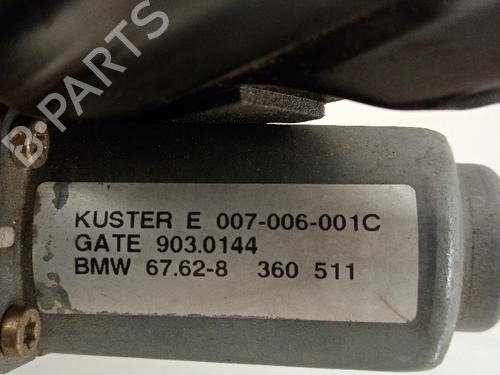 B-PARTS
KUSTER E 007-006-001C
GATE 903.0144
BMW 67.62-8 360 511